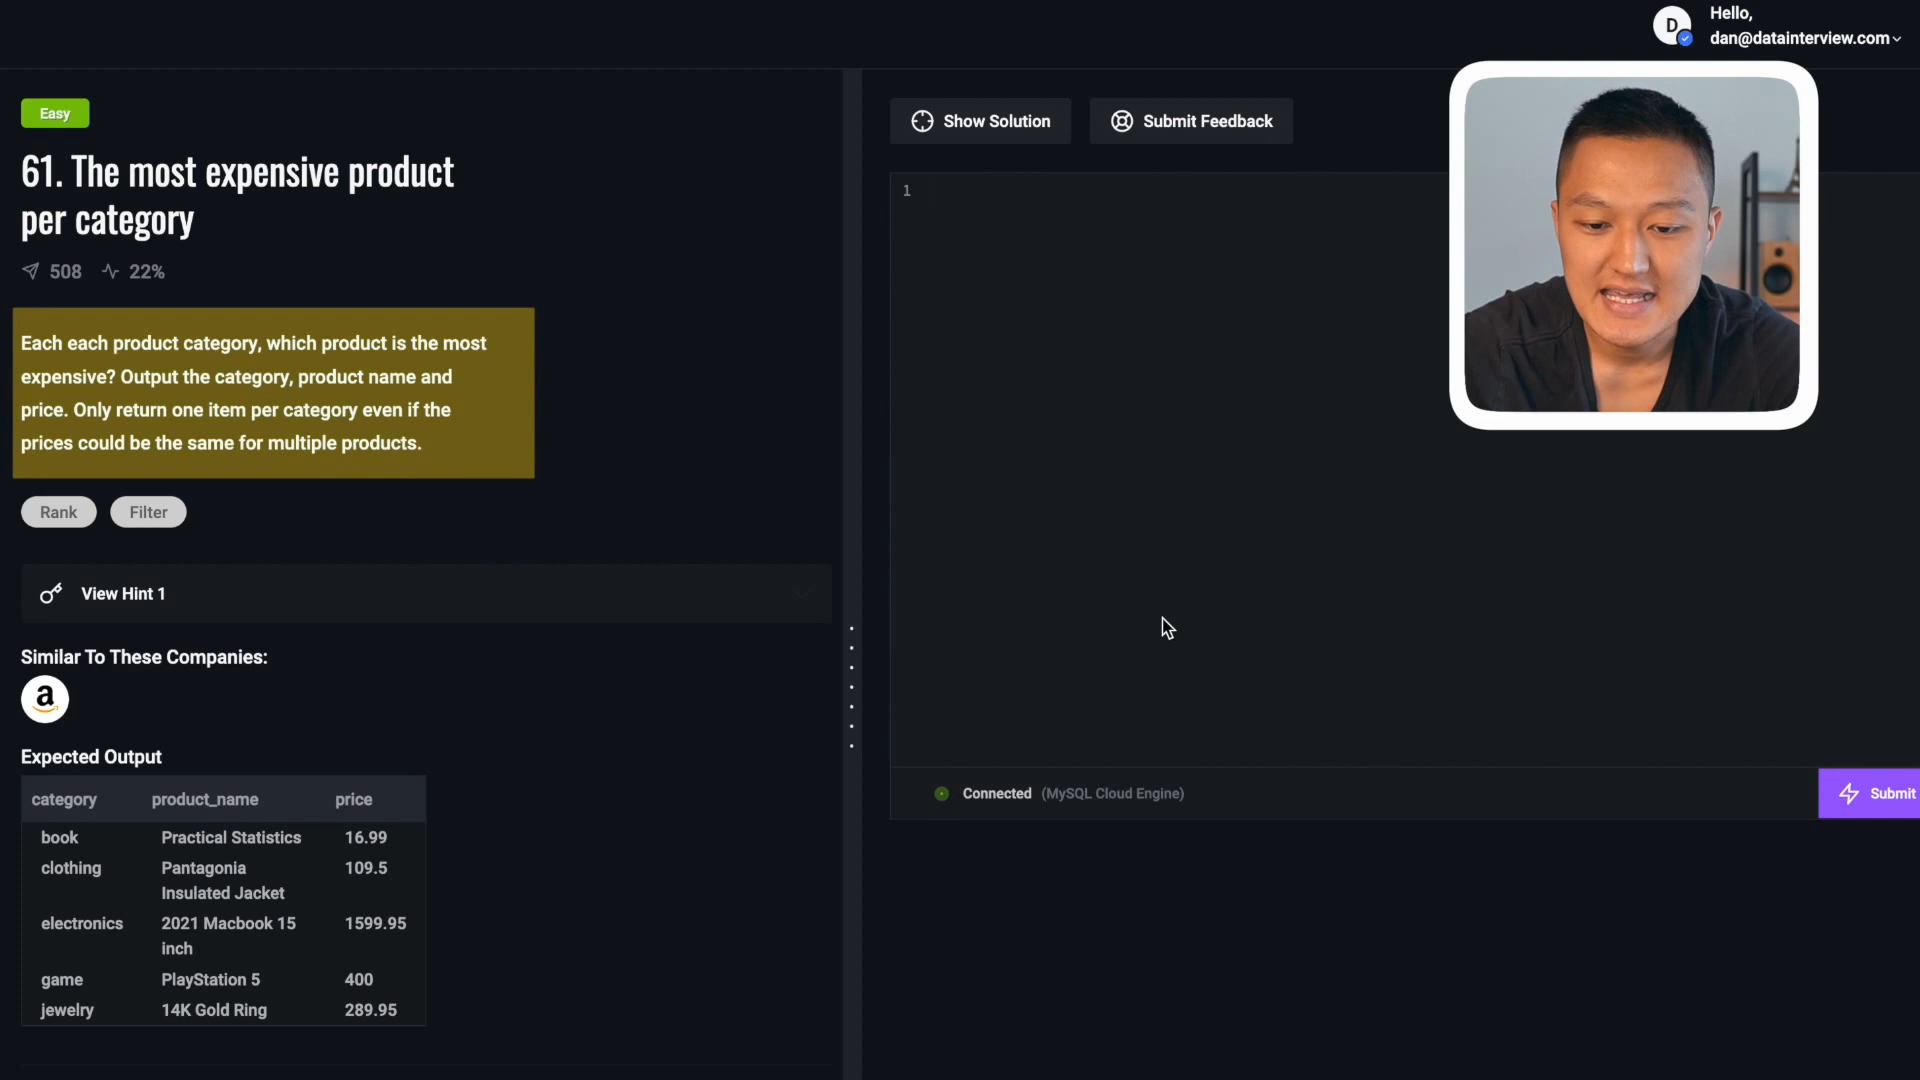 Hello,
D
dan@datainterview.com
Easy
61. The most expensive product
per category
508 22%
Each each product category, which product is the most
expensive? Output the category, product name and
price. Only return one item per category even if the
prices could be the same for multiple products.
Rank Filter
View Hint 1
Similar To These Companies:
a
Expected Output
category product_name price
book Practical Statistics 16.99
clothing Pantagonia 109.5
Insulated Jacket
electronics 2021 Macbook 15 1599.95
inch
game PlayStation 5 400
jewelry 14K Gold Ring 289.95
Show Solution Submit Feedback
1
Connected (MySQL Cloud Engine)
Submit